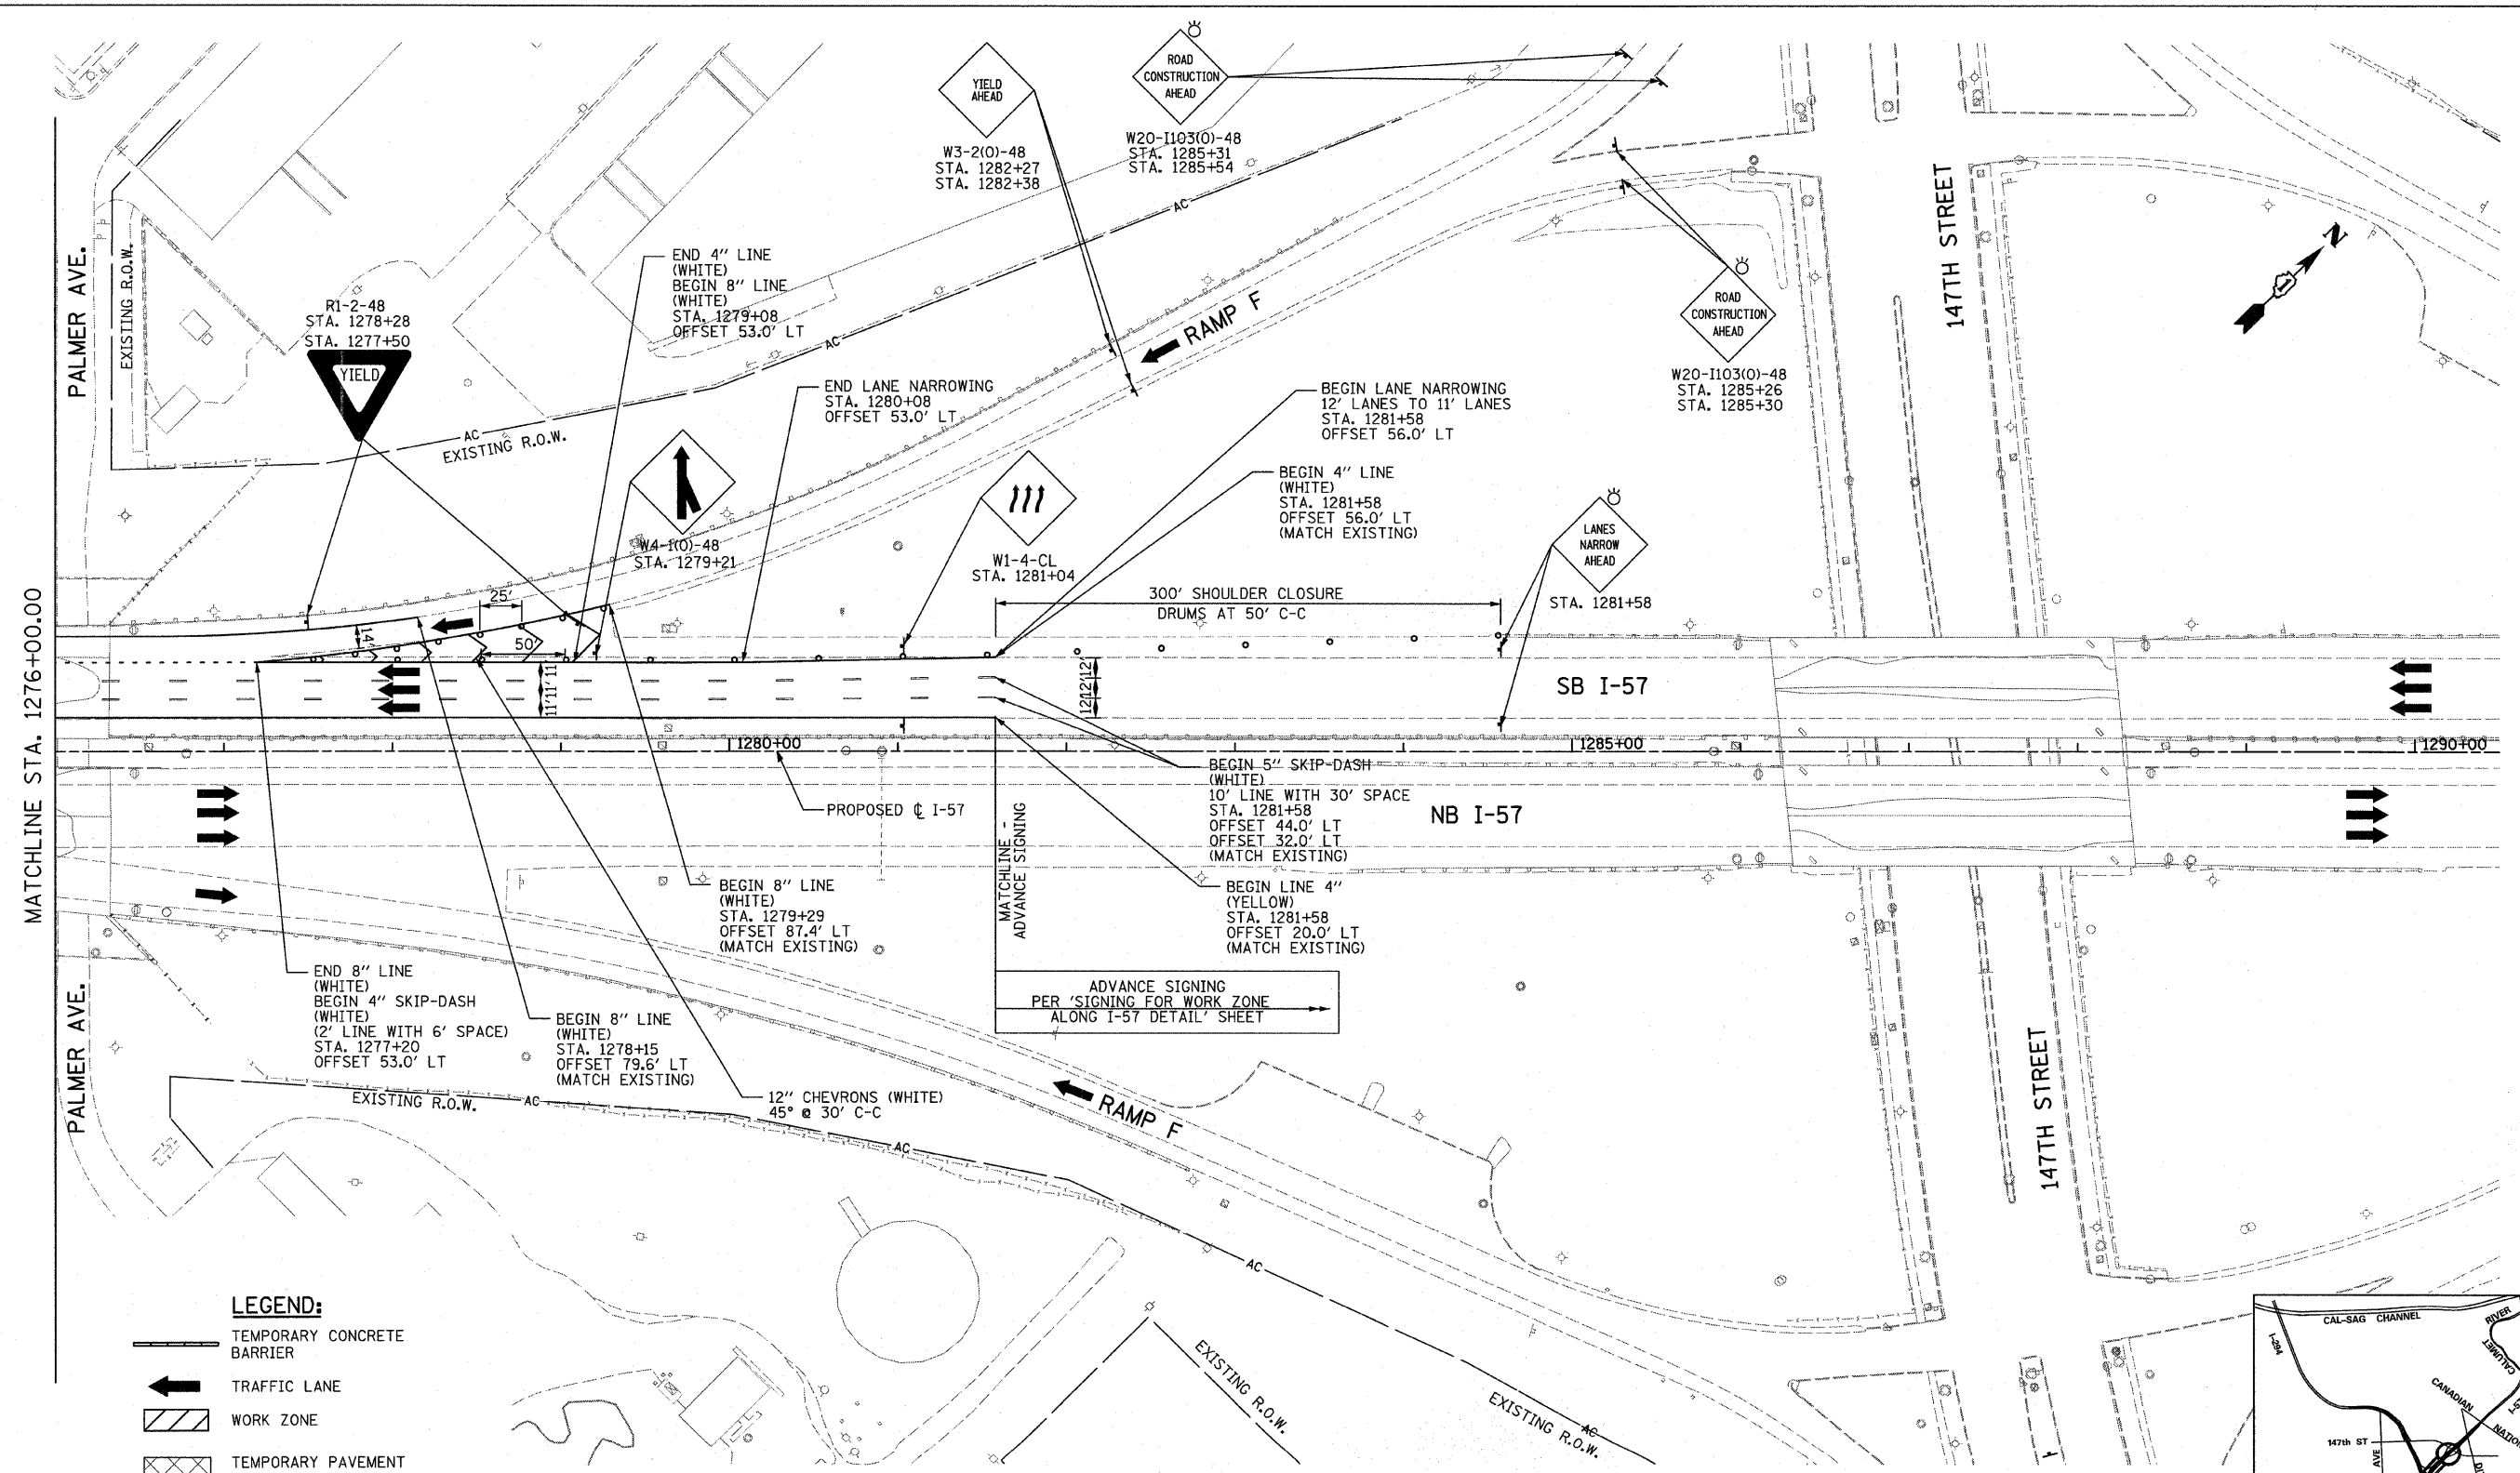 ROAD
CONSTRUCTION
AHEAD
W20-I103(O)-48
STA. 1285+31
STA. 1285+54
YIELD
AHEAD
W3-2(O)-48
STA. 1282+27
STA. 1282+38
PALMER AVE.
EXISTING R.O.W.
R1-2-48
STA. 1278+28
STA. 1277+50
YIELD
END 4" LINE
(WHITE)
BEGIN 8" LINE
(WHITE)
STA. 1279+08
OFFSET 53.0' LT
AC
AC
AC
EXISTING R.O.W.
RAMP F
147TH STREET
N
ROAD
CONSTRUCTION
AHEAD
W20-I103(O)-48
STA. 1285+26
STA. 1285+30
END LANE NARROWING
STA. 1280+08
OFFSET 53.0' LT
BEGIN LANE NARROWING
12' LANES TO 11' LANES
STA. 1281+58
OFFSET 56.0' LT
BEGIN 4" LINE
(WHITE)
STA. 1281+58
OFFSET 56.0' LT
(MATCH EXISTING)
W4-1(O)-48
STA. 1279+21
W1-4-CL
STA. 1281+04
LANES
NARROW
AHEAD
STA. 1281+58
300' SHOULDER CLOSURE
DRUMS AT 50' C-C
25'
14'
50'
11' 11' 11'
12' 12' 12'
SB I-57
MATCHLINE STA. 1276+00.00
1280+00
1285+00
1290+00
PROPOSED ℄ I-57
NB I-57
BEGIN 5" SKIP-DASH
(WHITE)
10' LINE WITH 30' SPACE
STA. 1281+58
OFFSET 44.0' LT
OFFSET 32.0' LT
(MATCH EXISTING)
MATCHLINE -
ADVANCE SIGNING
BEGIN LINE 4"
(YELLOW)
STA. 1281+58
OFFSET 20.0' LT
(MATCH EXISTING)
BEGIN 8" LINE
(WHITE)
STA. 1279+29
OFFSET 87.4' LT
(MATCH EXISTING)
ADVANCE SIGNING
PER 'SIGNING FOR WORK ZONE
ALONG I-57 DETAIL' SHEET
END 8" LINE
(WHITE)
BEGIN 4" SKIP-DASH
(WHITE)
(2' LINE WITH 6' SPACE)
STA. 1277+20
OFFSET 53.0' LT
BEGIN 8" LINE
(WHITE)
STA. 1278+15
OFFSET 79.6' LT
(MATCH EXISTING)
12" CHEVRONS (WHITE)
45° @ 30' C-C
PALMER AVE.
EXISTING R.O.W.
AC
AC
AC
RAMP F
147TH STREET
EXISTING R.O.W.
EXISTING R.O.W.
AC
LEGEND:
TEMPORARY CONCRETE
BARRIER
TRAFFIC LANE
WORK ZONE
TEMPORARY PAVEMENT
CAL-SAG CHANNEL
RIVER
CALUMET
I-294
CANADIAN
147th ST
AVE